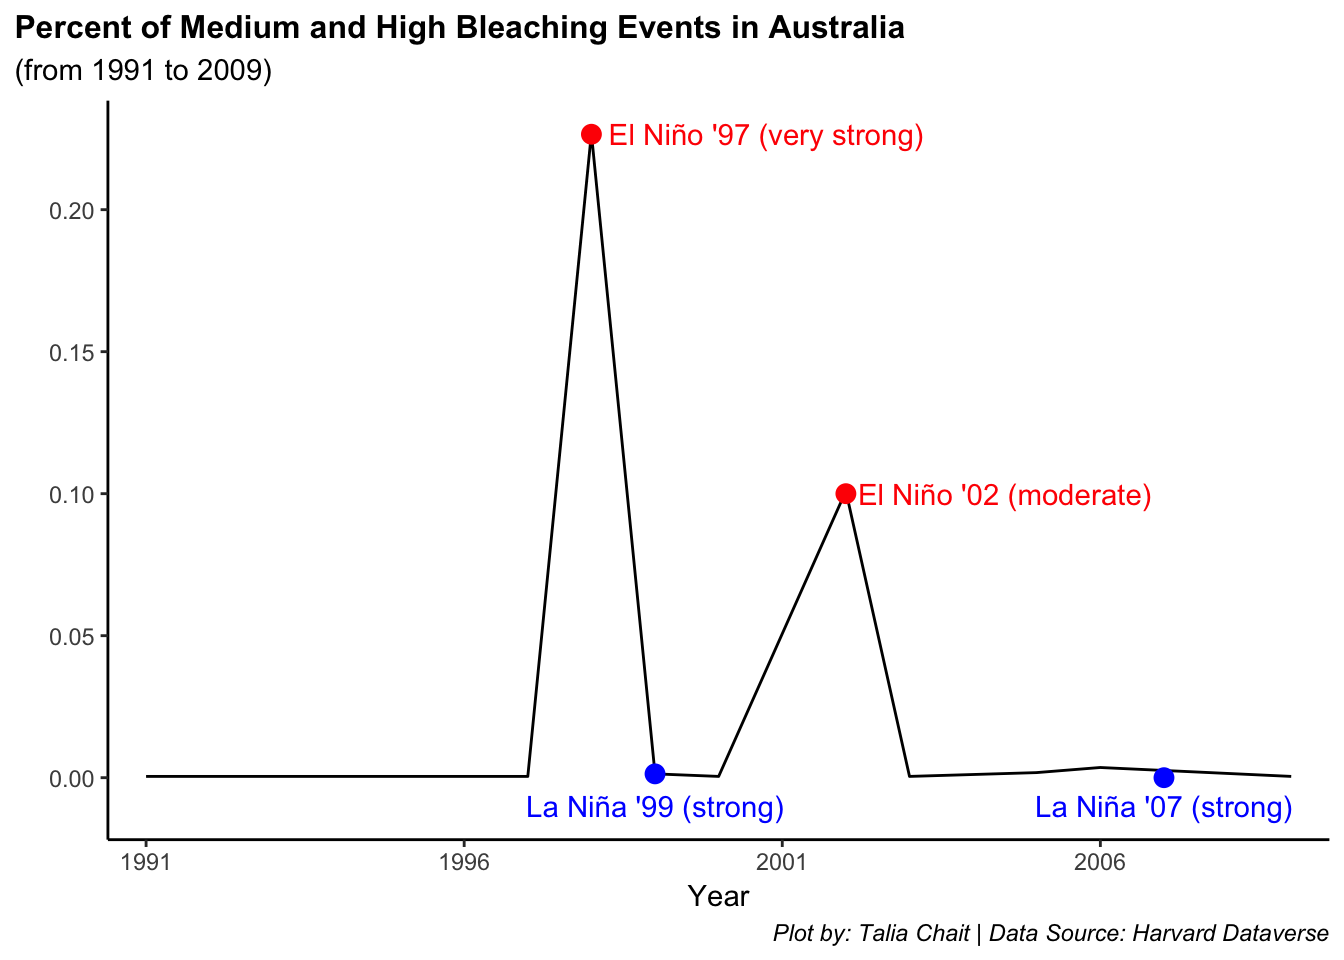 Percent of Medium and High Bleaching Events in Australia
(from 1991 to 2009)
El Niño '97 (very strong)
0.20
0.15
0.10
El Niño '02 (moderate)
0.05
0.00
La Niña '99 (strong)
La Niña '07 (strong)
1991
1996
2001
2006
Year
Plot by: Talia Chait | Data Source: Harvard Dataverse